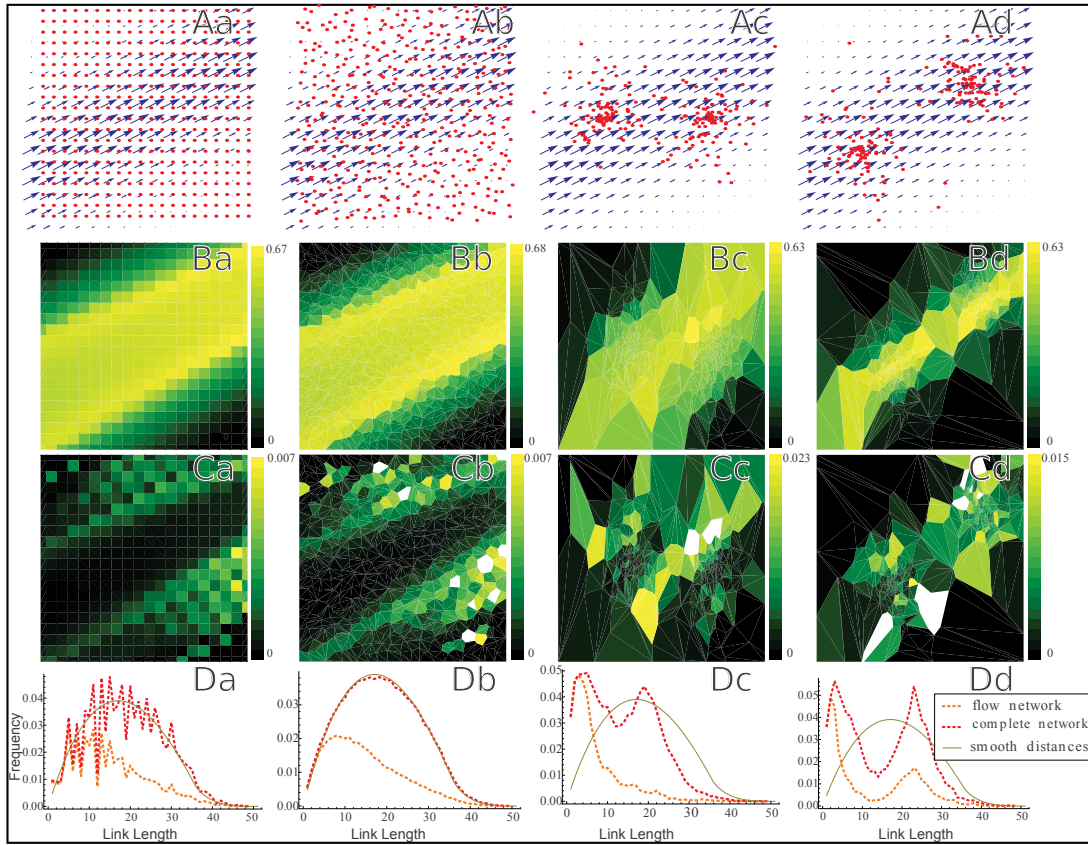 Aa Ab Ac Ad
Ba Bb Bc Bd
0.67 0.68 0.63 0.63
0 0 0 0
Ca Cb Cc Cd
0.007 0.007 0.023 0.015
0 0 0 0
Da Db Dc Dd
Frequency
0.04
0.03
0.02
0.01
0.00
0 10 20 30 40 50
Link Length
0.03
0.02
0.01
0.00
0 10 20 30 40 50
Link Length
0.05
0.04
0.03
0.02
0.01
0.00
0 10 20 30 40 50
Link Length
0.05
0.04
0.03
0.02
0.01
0.00
0 10 20 30 40 50
Link Length
flow network
complete network
smooth distances